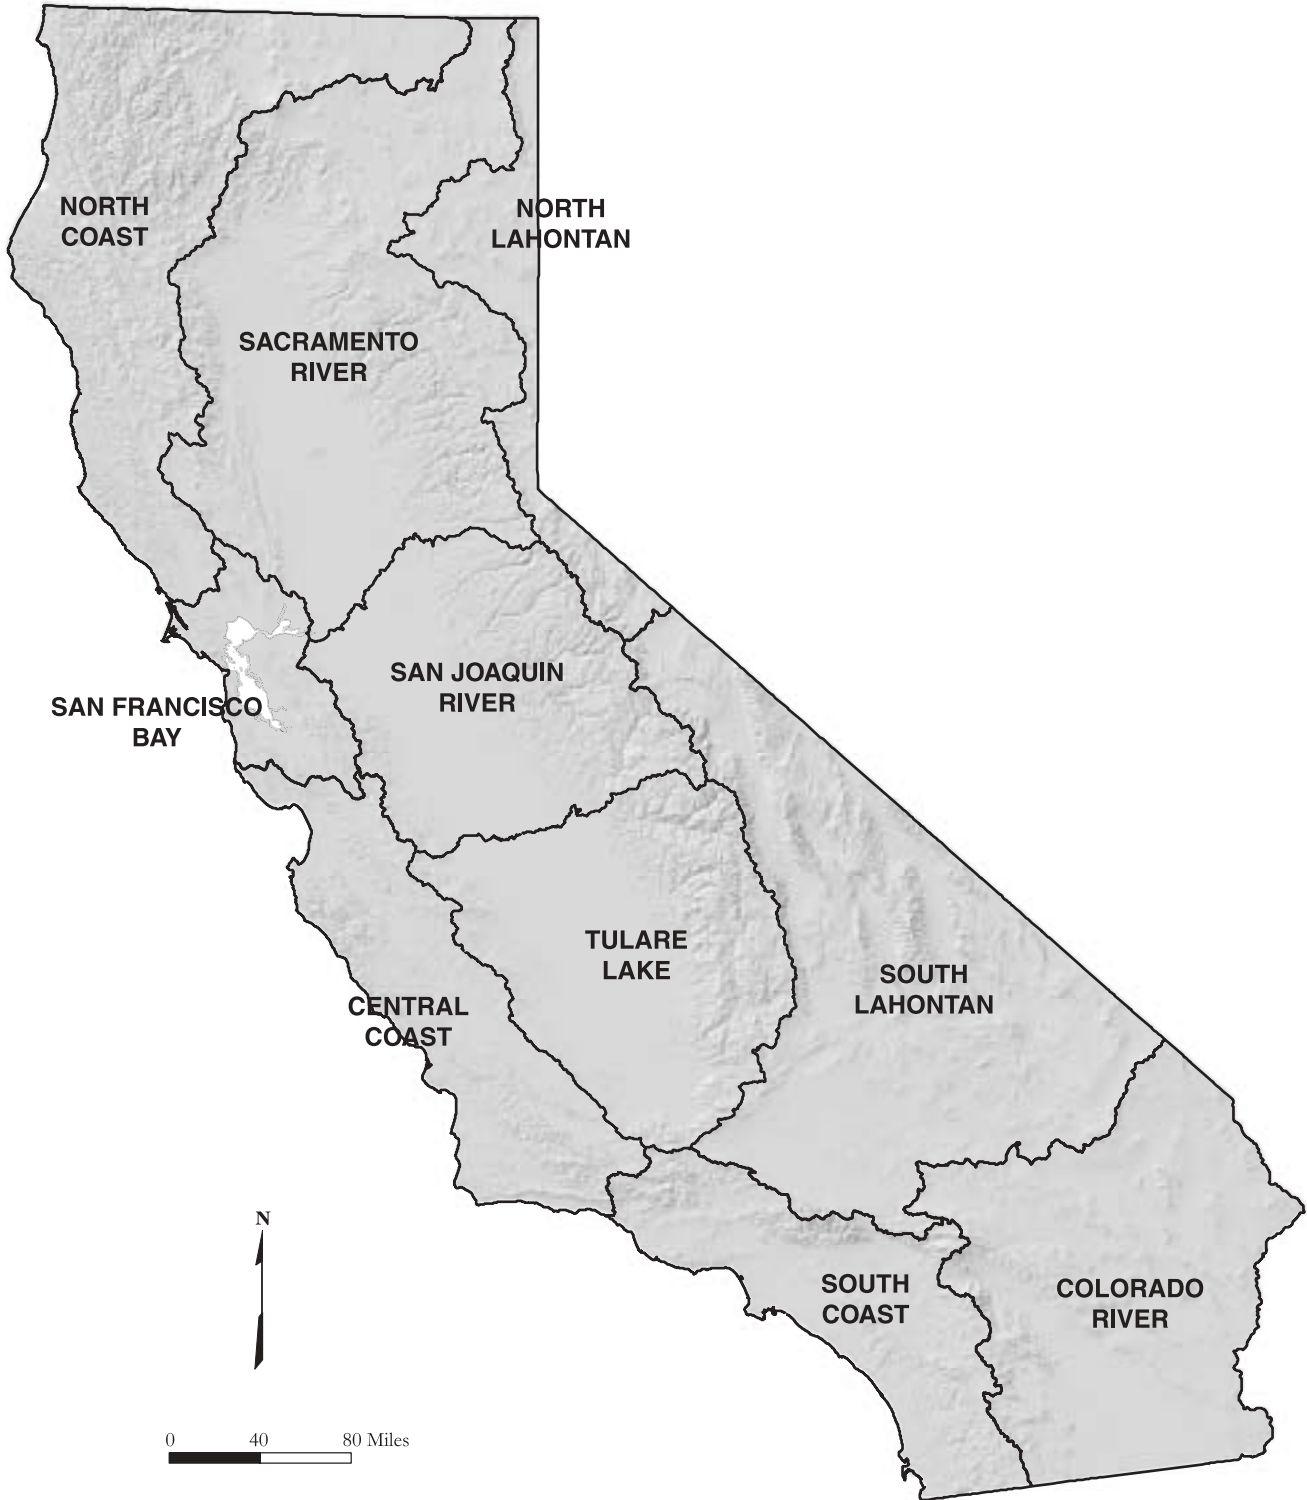 NORTH
COAST
NORTH
LAHONTAN
SACRAMENTO
RIVER
SAN JOAQUIN
RIVER
SAN FRANCISCO
BAY
TULARE
LAKE
SOUTH
LAHONTAN
CENTRAL
COAST
N
SOUTH
COAST
COLORADO
RIVER
0 40 80 Miles